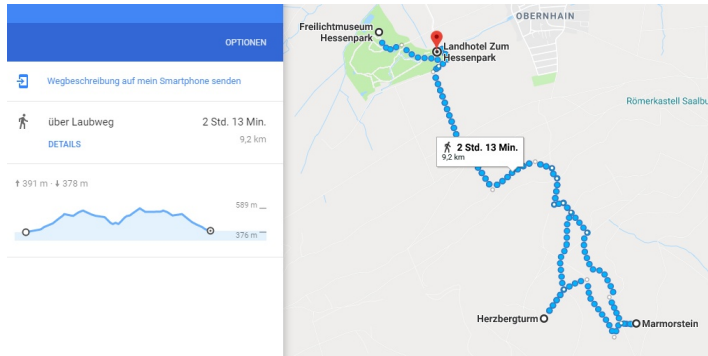 OPTIONEN
Wegbeschreibung auf mein Smartphone senden
über Laubweg
2 Std. 13 Min.
DETAILS
9,2 km
↑ 391 m · ↓ 378 m
589 m
376 m
OBERNHAIN
Freilichtmuseum
Hessenpark
Landhotel Zum
Hessenpark
Römerkastell Saalbu
2 Std. 13 Min.
9,2 km
Herzbergturm
Marmorstein